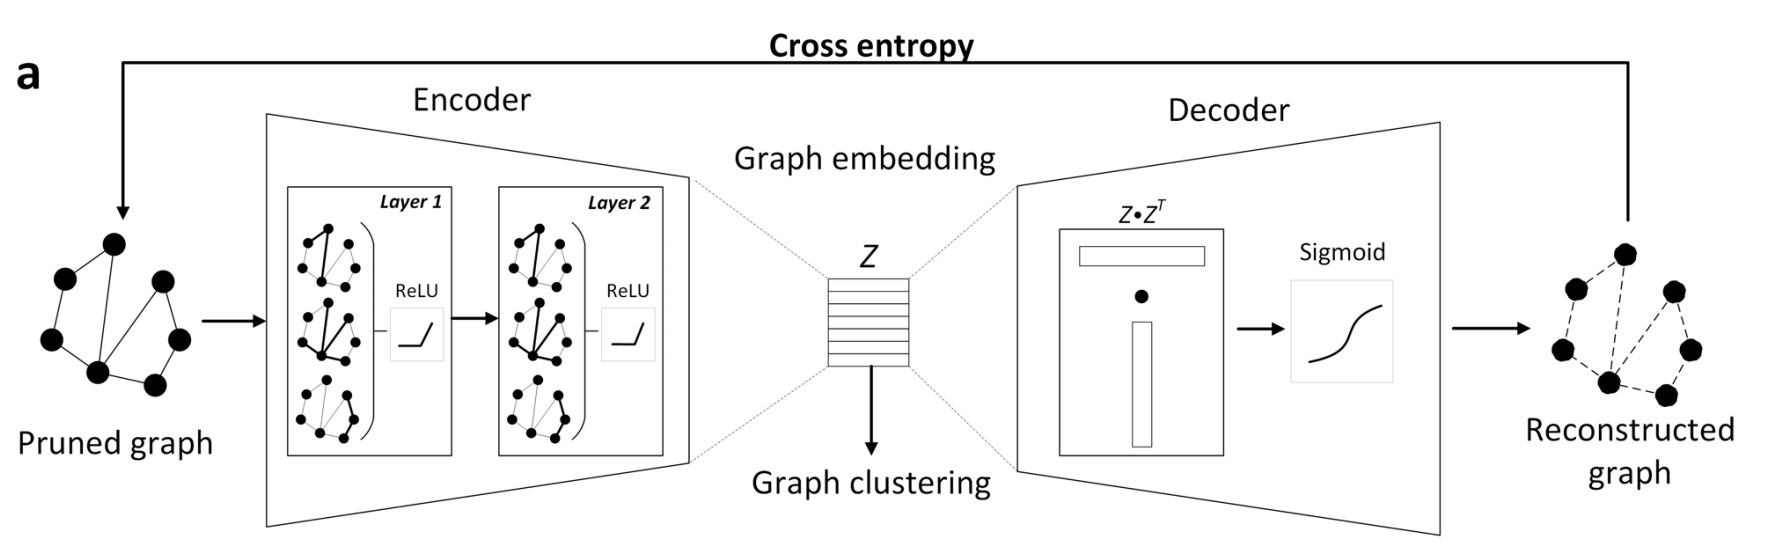 a
Cross entropy
Encoder
Decoder
Graph embedding
Layer 1
Layer 2
ReLU
ReLU
Z
Z•Z^T
Sigmoid
Pruned graph
Graph clustering
Reconstructed
graph